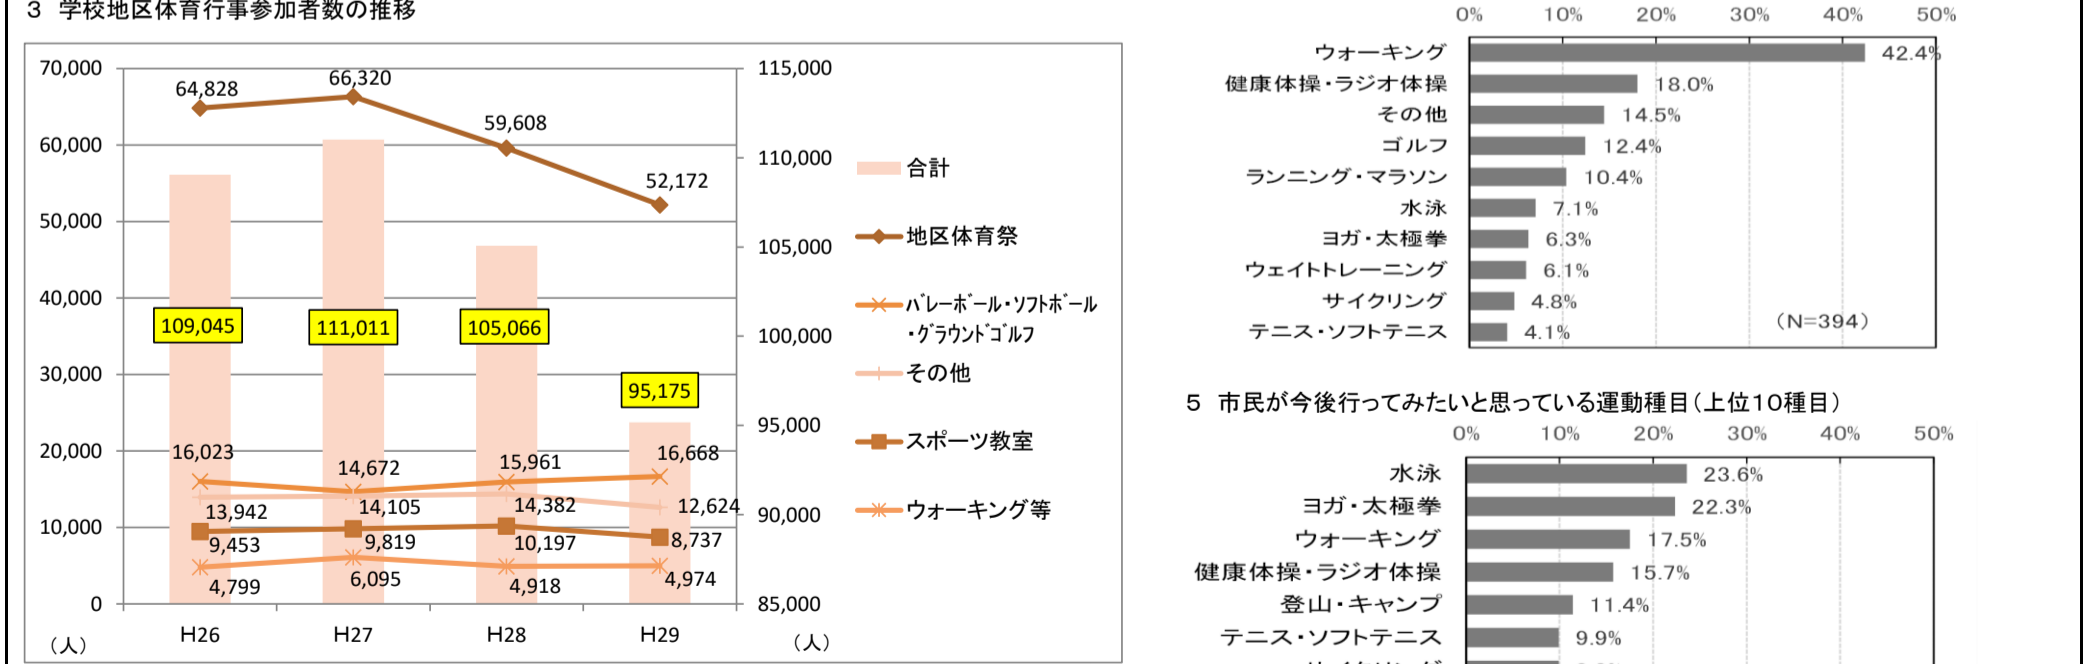 ３　学校地区体育行事参加者数の推移
70,000
60,000
50,000
40,000
30,000
20,000
10,000
0
（人）
115,000
110,000
105,000
100,000
95,000
90,000
85,000
（人）
64,828
66,320
59,608
52,172
109,045
111,011
105,066
95,175
16,023
14,672
15,961
16,668
13,942
14,105
14,382
12,624
9,453
9,819
10,197
8,737
4,799
6,095
4,918
4,974
H26
H27
H28
H29
合計
地区体育祭
ﾊﾞﾚｰﾎﾞｰﾙ・ｿﾌﾄﾎﾞｰﾙ
・ｸﾞﾗｳﾝﾄﾞｺﾞﾙﾌ
その他
スポーツ教室
ウォーキング等
0% 10% 20% 30% 40% 50%
ウォーキング 42.4%
健康体操・ラジオ体操 18.0%
その他 14.5%
ゴルフ 12.4%
ランニング・マラソン 10.4%
水泳 7.1%
ヨガ・太極拳 6.3%
ウェイトトレーニング 6.1%
サイクリング 4.8%
テニス・ソフトテニス 4.1%
（N=394）
５　市民が今後行ってみたいと思っている運動種目（上位１０種目）
0% 10% 20% 30% 40% 50%
水泳 23.6%
ヨガ・太極拳 22.3%
ウォーキング 17.5%
健康体操・ラジオ体操 15.7%
登山・キャンプ 11.4%
テニス・ソフトテニス 9.9%